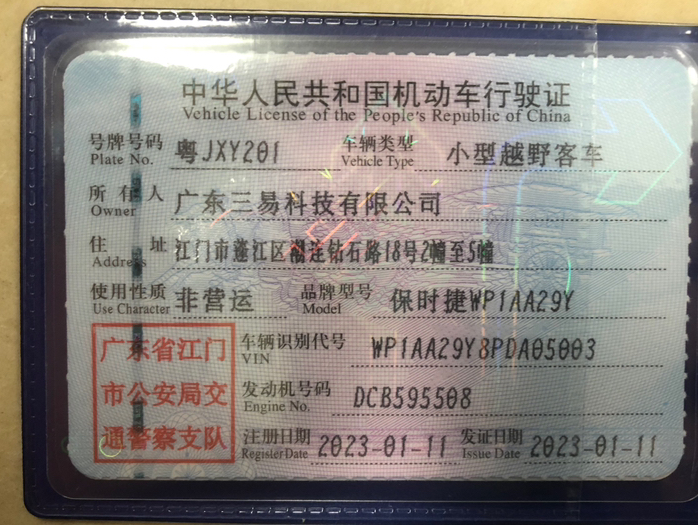 中华人民共和国机动车行驶证
Vehicle License of the People's Republic of China
号牌号码 粤JXY201 车辆类型 小型越野客车
Plate No. Vehicle Type
所有人 广东三易科技有限公司
Owner
住址 江门市蓬江区潮连钻石路18号2幢至5幢
Address
使用性质 非营运 品牌型号 保时捷WP1AA29Y
Use Character Model
广东省江门
市公安局交
通警察支队
车辆识别代号 WP1AA29Y8PDA05003
VIN
发动机号码 DCB595508
Engine No.
注册日期 2023-01-11 发证日期 2023-01-11
Register Date Issue Date